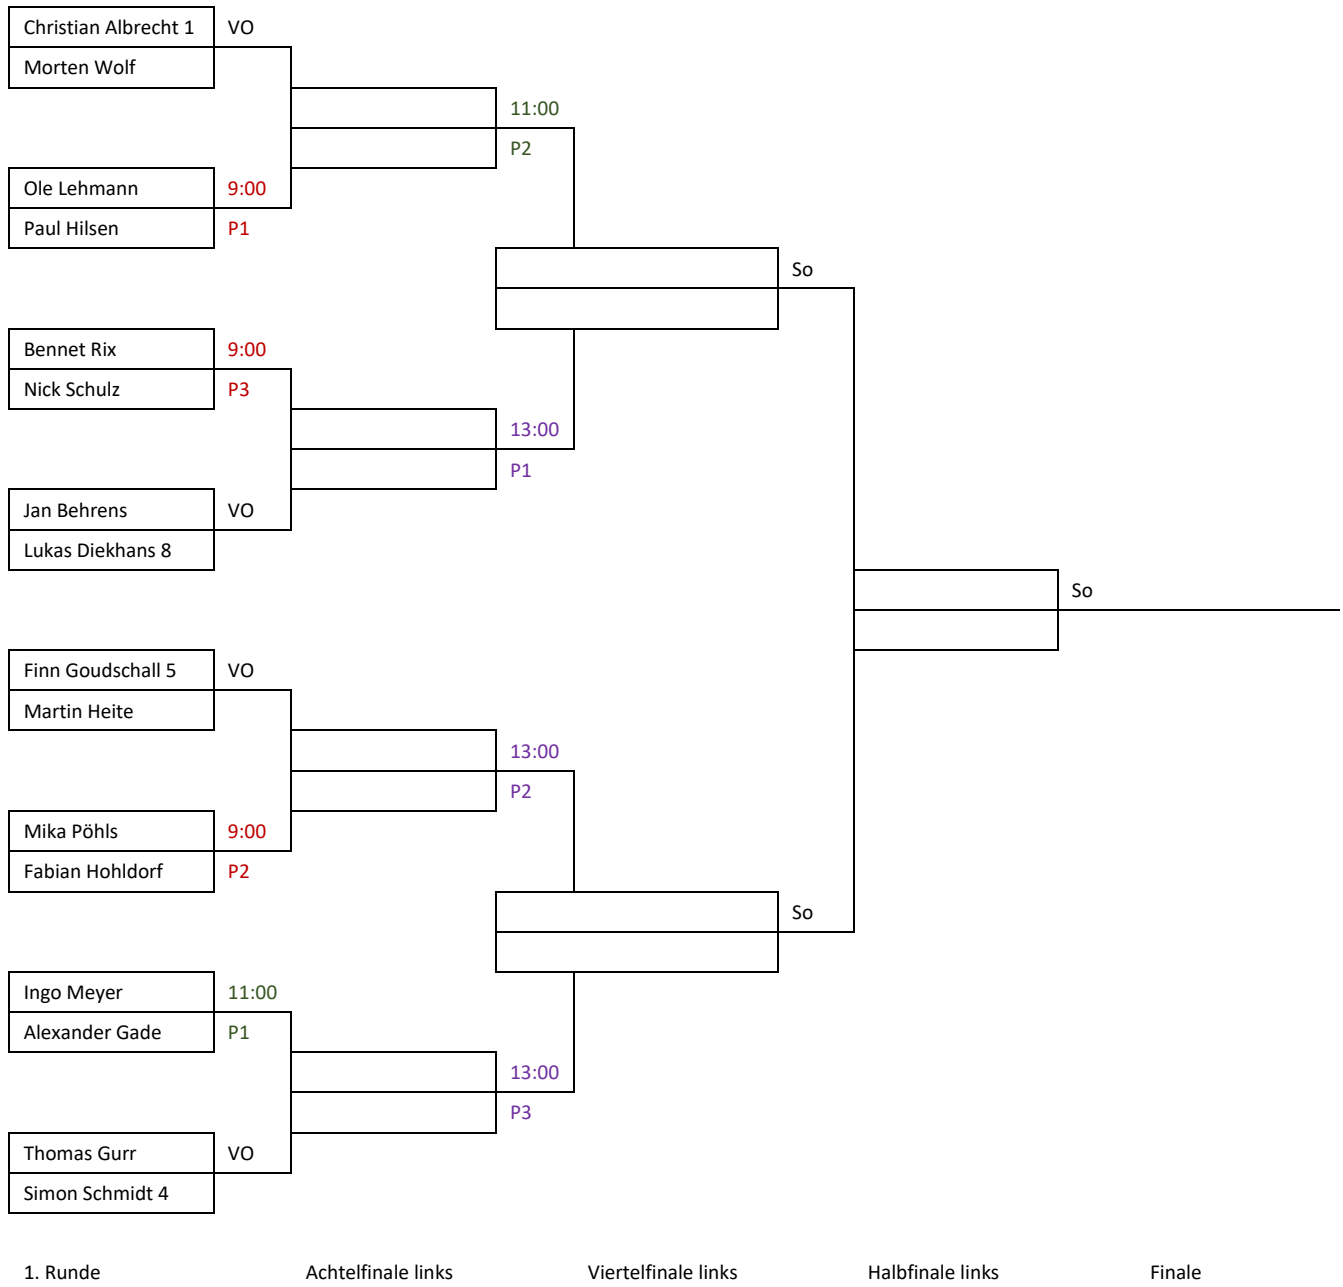 Christian Albrecht 1 VO
Morten Wolf
11:00
P2
Ole Lehmann 9:00
Paul Hilsen P1
So
Bennet Rix 9:00
Nick Schulz P3
13:00
P1
Jan Behrens VO
Lukas Diekhans 8
So
Finn Goudschall 5 VO
Martin Heite
13:00
P2
Mika Pöhls 9:00
Fabian Hohldorf P2
So
Ingo Meyer 11:00
Alexander Gade P1
13:00
P3
Thomas Gurr VO
Simon Schmidt 4
1. Runde Achtelfinale links Viertelfinale links Halbfinale links Finale